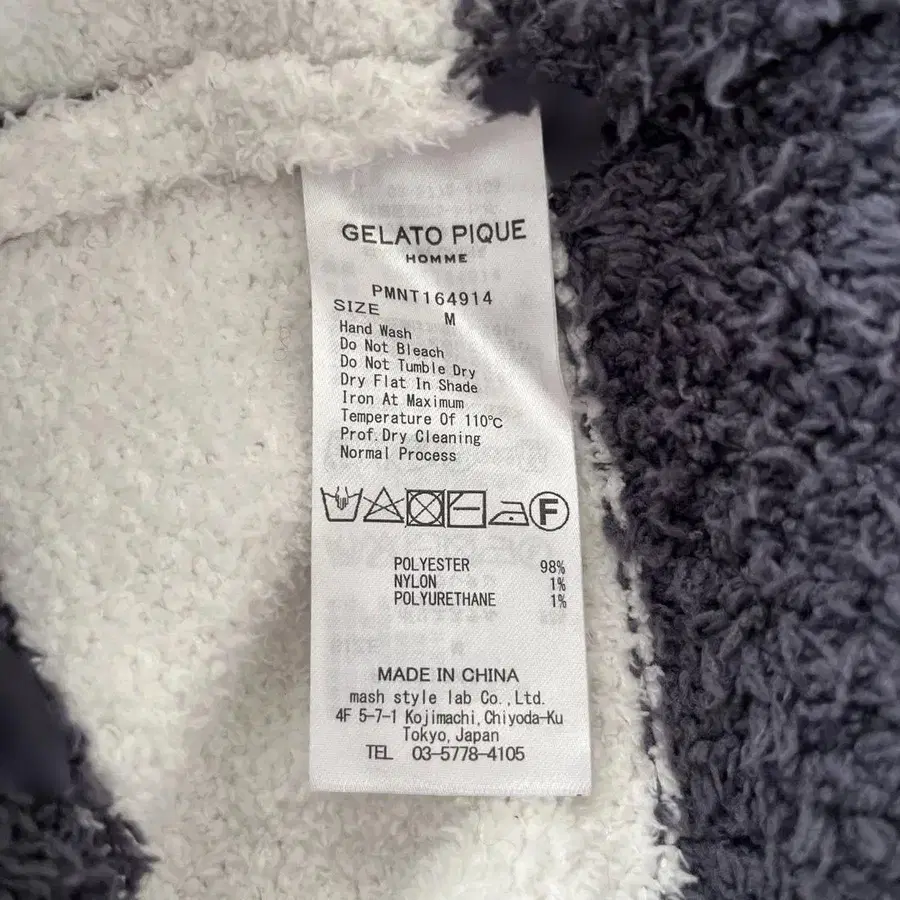 GELATO PIQUE
HOMME
PMNT164914
SIZE M
Hand Wash
Do Not Bleach
Do Not Tumble Dry
Dry Flat In Shade
Iron At Maximum
Temperature Of 110℃
Prof.Dry Cleaning
Normal Process
F
POLYESTER 98%
NYLON 1%
POLYURETHANE 1%
MADE IN CHINA
mash style lab Co.,Ltd.
4F 5-7-1 Kojimachi,Chiyoda-Ku
Tokyo,Japan
TEL 03-5778-4105